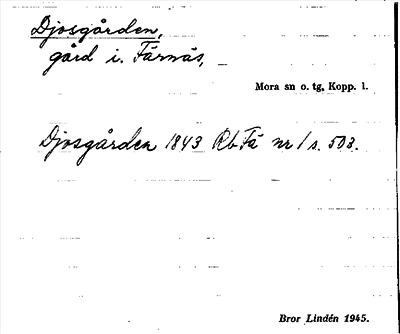 Djosgården,
gård i Färnäs,
Mora sn o. tg, Kopp. l.
Djosgården 1843 Rb Fä nr 1 s. 503.
Bror Lindén 1945.